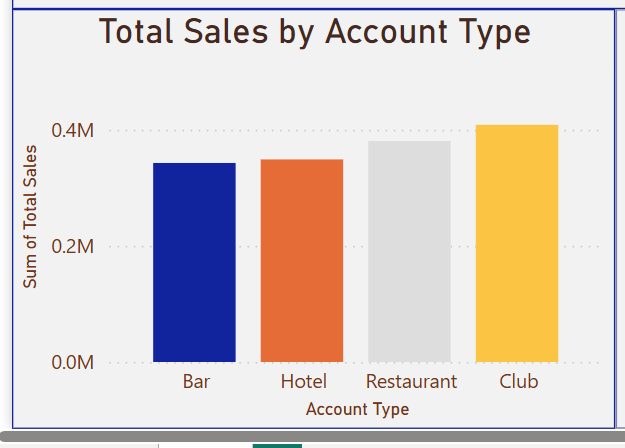 Total Sales by Account Type
Sum of Total Sales
0.4M
0.2M
0.0M
Bar
Hotel
Restaurant
Club
Account Type